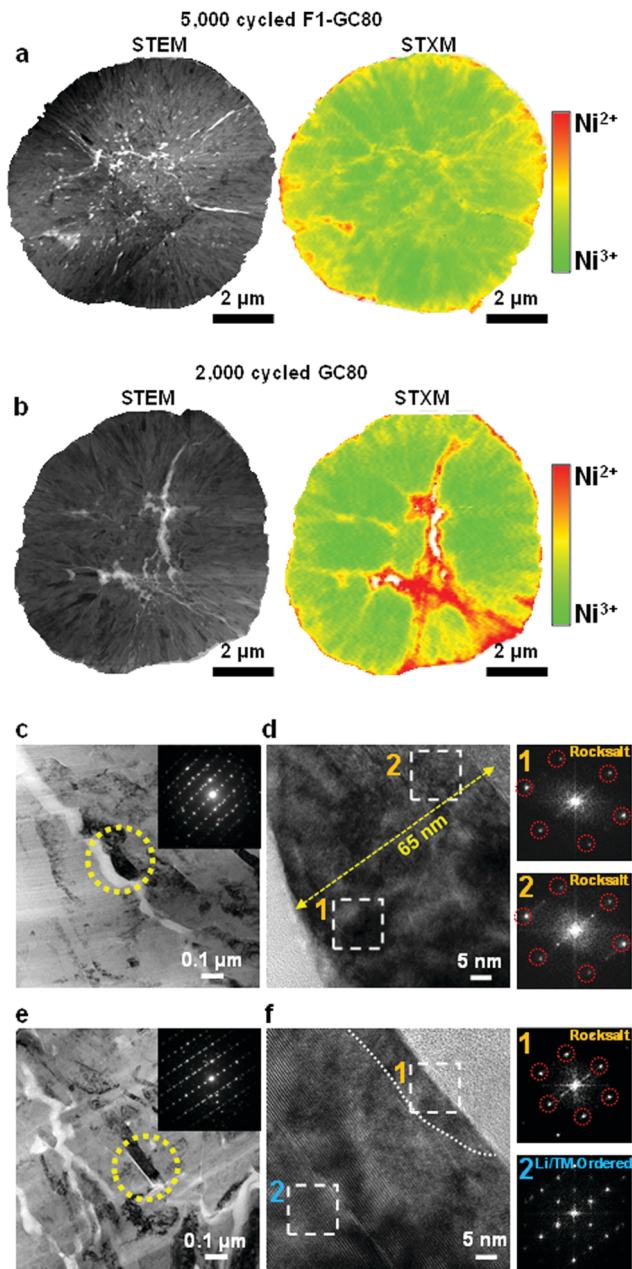 5,000 cycled F1-GC80
STEM STXM
a
Ni2+
Ni3+
2 µm 2 µm
2,000 cycled GC80
STEM STXM
b
Ni2+
Ni3+
2 µm 2 µm
c d
1 Rocksalt
2
65 nm
1
2 Rocksalt
0.1 µm 5 nm
e f
1 Rocksalt
1
2
2 Li/TM-Ordered
0.1 µm 5 nm